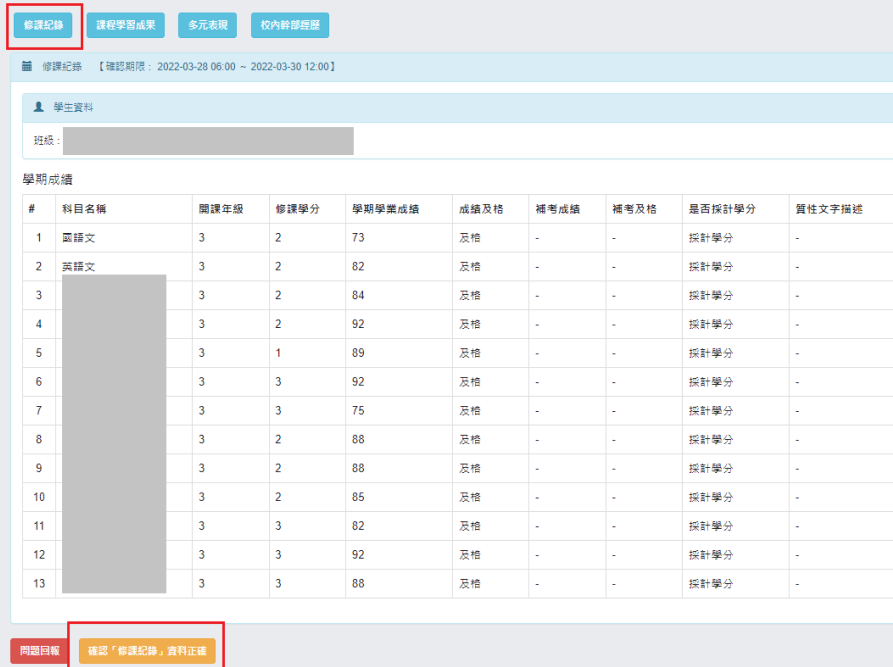 修課紀錄 課程學習成果 多元表現 校內幹部經歷
修課紀錄 【確認期限: 2022-03-28 06:00 ~ 2022-03-30 12:00】
學生資料
班級:
學期成績
# 科目名稱 開課年級 修課學分 學期學業成績 成績及格 補考成績 補考及格 是否採計學分 質性文字描述
1 國語文 3 2 73 及格 - - 採計學分 -
2 英語文 3 2 82 及格 - - 採計學分 -
3 3 2 84 及格 - - 採計學分 -
4 3 2 92 及格 - - 採計學分 -
5 3 1 89 及格 - - 採計學分 -
6 3 3 92 及格 - - 採計學分 -
7 3 3 75 及格 - - 採計學分 -
8 3 2 88 及格 - - 採計學分 -
9 3 2 88 及格 - - 採計學分 -
10 3 2 85 及格 - - 採計學分 -
11 3 3 82 及格 - - 採計學分 -
12 3 3 92 及格 - - 採計學分 -
13 3 3 88 及格 - - 採計學分 -
問題回報 確認「修課紀錄」資料正確